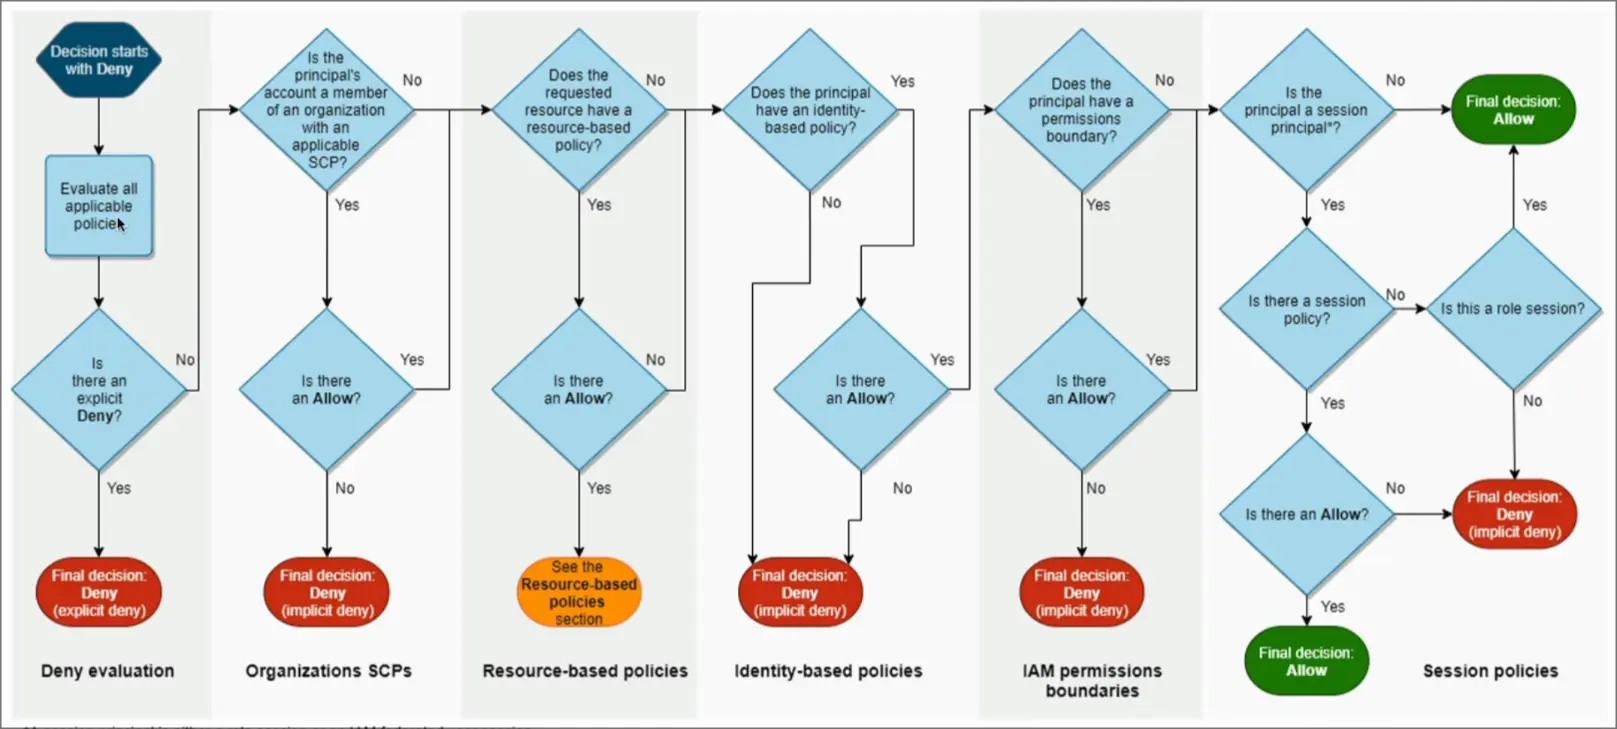 Decision starts
with Deny
Evaluate all
applicable
policies
Is
there an
explicit
Deny?
No
Yes
Final decision:
Deny
(explicit deny)
Deny evaluation
Is the
principal's
account a member
of an organization
with an
applicable
SCP?
No
Yes
Is there
an Allow?
Yes
No
Final decision:
Deny
(implicit deny)
Organizations SCPs
Does the
requested
resource have a
resource-based
policy?
No
Yes
Is there
an Allow?
No
Yes
See the
Resource-based
policies
section
Resource-based policies
Does the principal
have an identity-
based policy?
Yes
No
Is there
an Allow?
Yes
No
Final decision:
Deny
(implicit deny)
Identity-based policies
Does the
principal have a
permissions
boundary?
No
Yes
Is there
an Allow?
Yes
No
Final decision:
Deny
(implicit deny)
IAM permissions
boundaries
Is the
principal a session
principal*?
No
Final decision:
Allow
Yes
Yes
Is there a session
policy?
No
Is this a role session?
Yes
No
Is there an Allow?
No
Final decision:
Deny
(implicit deny)
Yes
Final decision:
Allow
Session policies